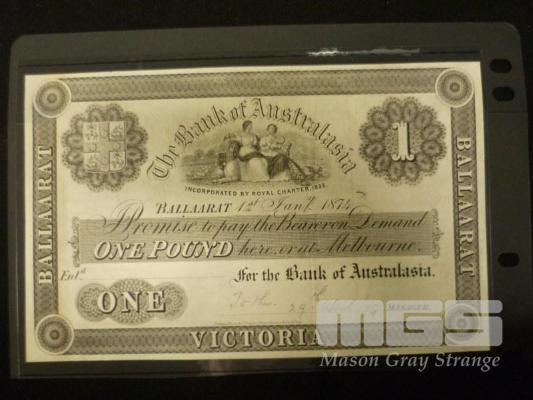 The Bank of Australasia
INCORPORATED BY ROYAL CHARTER, 1835.
1
BALLAARAT
BALLAARAT
BALLAARAT 1st Jany 1874
I Promise to pay the Bearer on Demand
ONE POUND here, or at Melbourne.
Entd
For the Bank of Australasia.
ONE
MANAGER.
VICTORIA
MGS
Mason Gray Strange